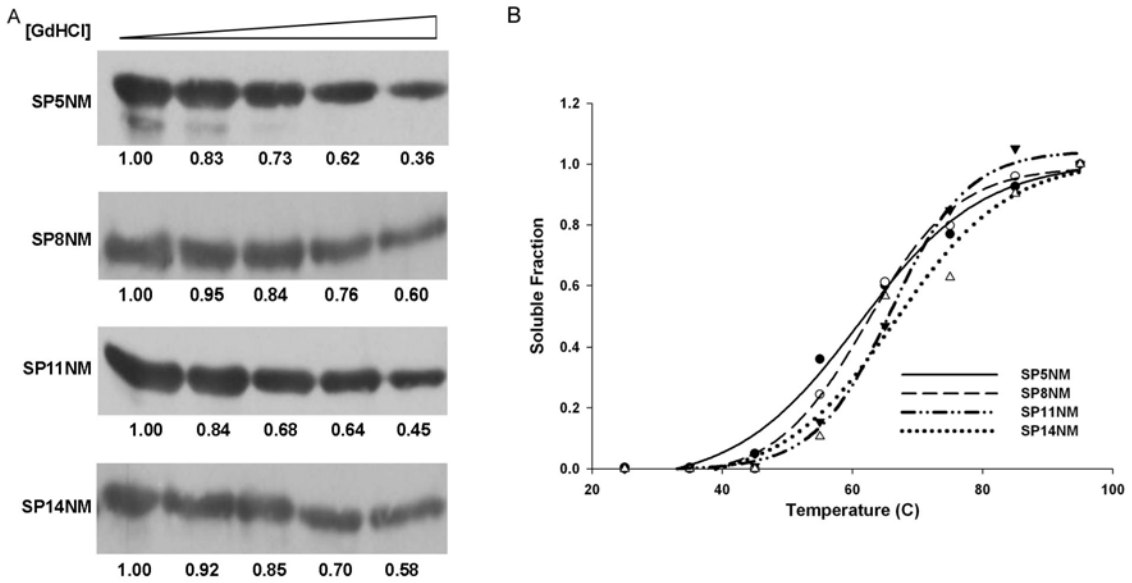 A
[GdHCl]
SP5NM
1.00 0.83 0.73 0.62 0.36
SP8NM
1.00 0.95 0.84 0.76 0.60
SP11NM
1.00 0.84 0.68 0.64 0.45
SP14NM
1.00 0.92 0.85 0.70 0.58
B
Soluble Fraction
1.2
1.0
0.8
0.6
0.4
0.2
0.0
20 40 60 80 100
Temperature (C)
SP5NM
SP8NM
SP11NM
SP14NM